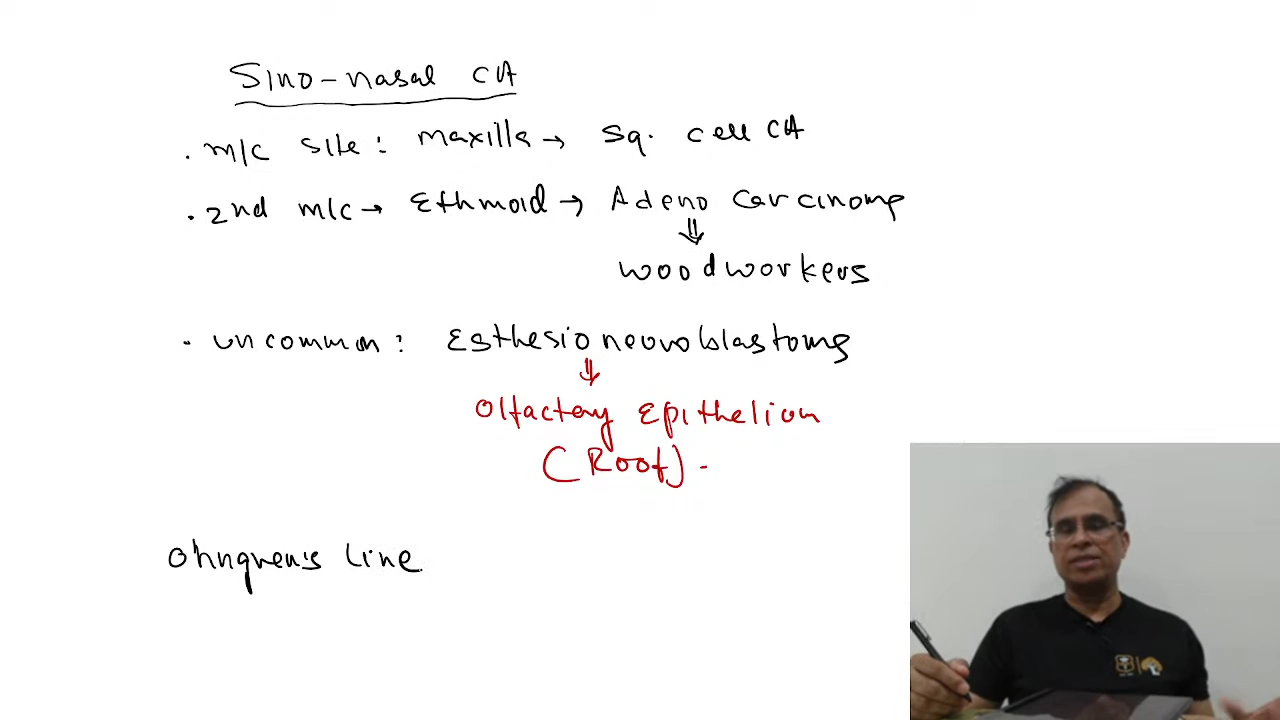 Sino-nasal CA
. m/c site : maxilla → Sq. cell CA
. 2nd m/c → Ethmoid → Adeno Carcinoma
⇓
woodworkers
. uncommon : Esthesioneuroblastoma
⇓
Olfactory Epithelium
(Roof) -
Ohngren's line